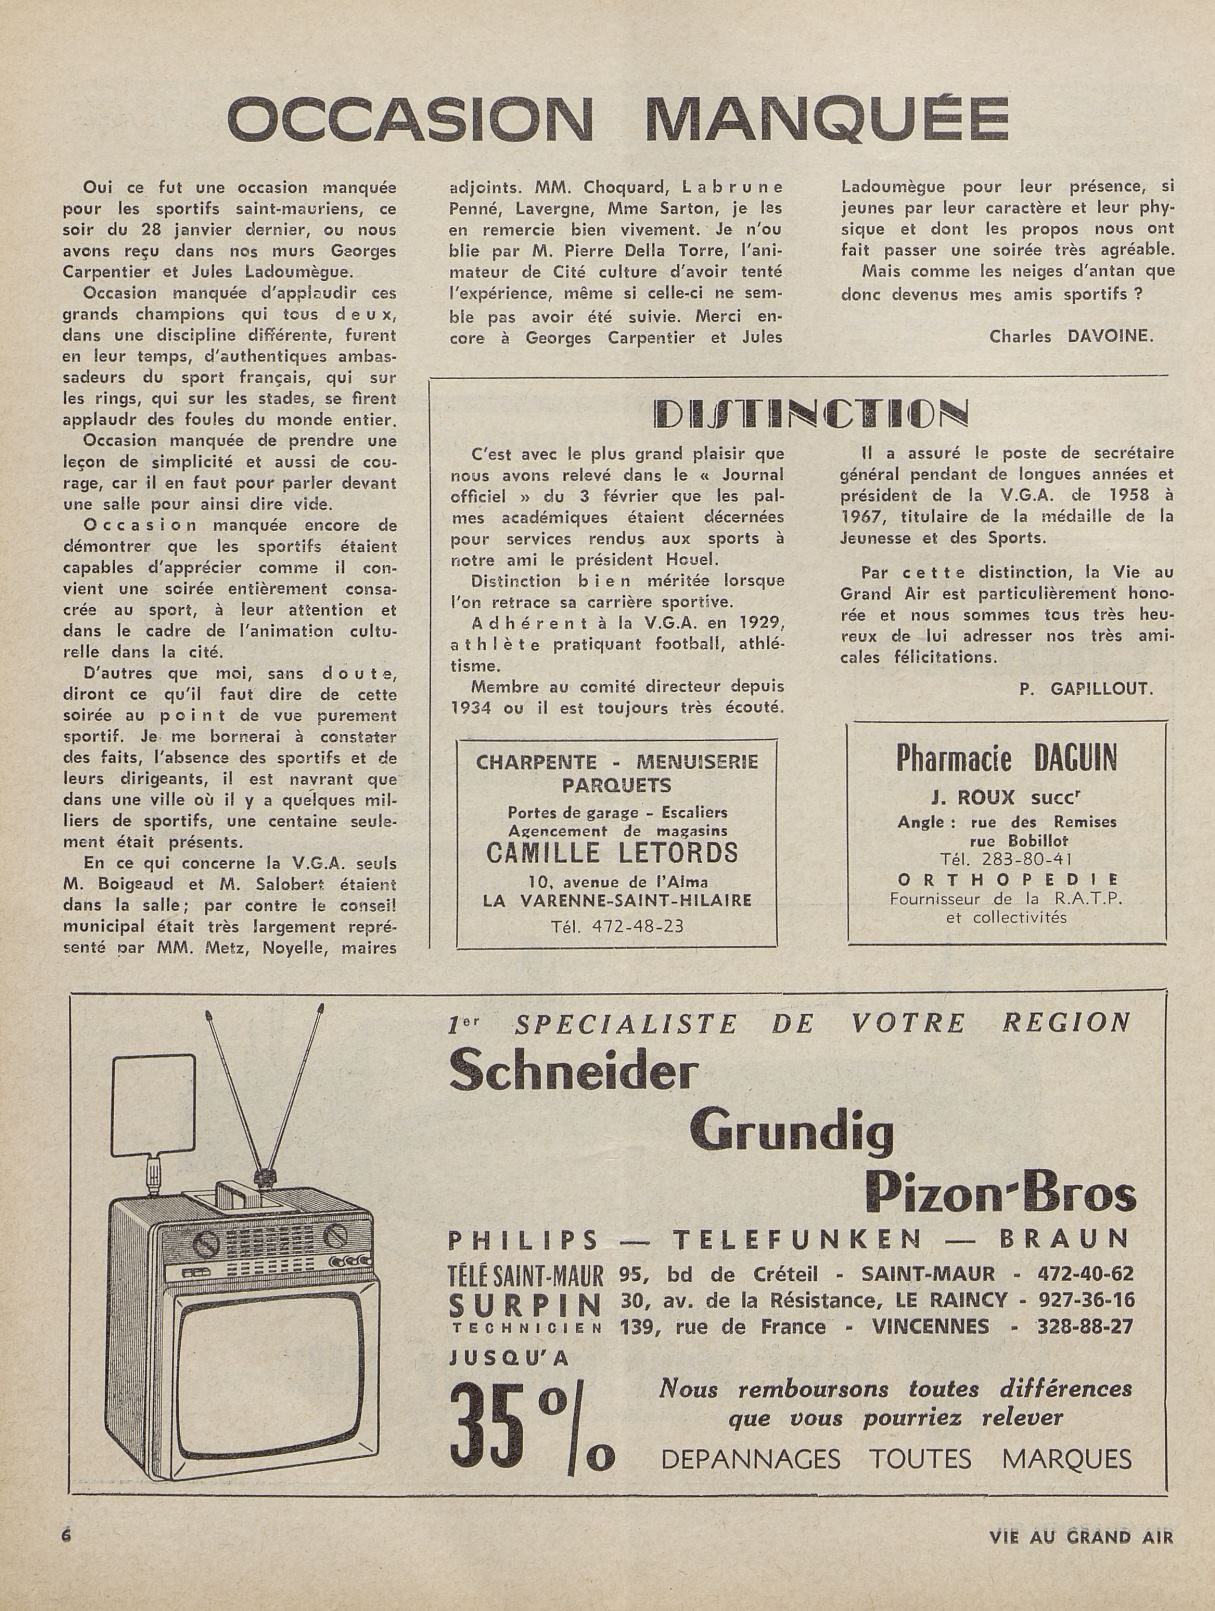 OCCASION MANQUÉE
Oui ce fut une occasion manquée
pour les sportifs saint-mauriens, ce
soir du 28 janvier dernier, ou nous
avons reçu dans nos murs Georges
Carpentier et Jules Ladoumègue.
Occasion manquée d'applaudir ces
grands champions qui tous deux,
dans une discipline différente, furent
en leur temps, d'authentiques ambas-
sadeurs du sport français, qui sur
les rings, qui sur les stades, se firent
applaudr des foules du monde entier.
Occasion manquée de prendre une
leçon de simplicité et aussi de cou-
rage, car il en faut pour parler devant
une salle pour ainsi dire vide.
Occasion manquée encore de
démontrer que les sportifs étaient
capables d'apprécier comme il con-
vient une soirée entièrement consa-
crée au sport, à leur attention et
dans le cadre de l'animation cultu-
relle dans la cité.
D'autres que moi, sans doute,
diront ce qu'il faut dire de cette
soirée au point de vue purement
sportif. Je me bornerai à constater
des faits, l'absence des sportifs et de
leurs dirigeants, il est navrant que
dans une ville où il y a quelques mil-
liers de sportifs, une centaine seule-
ment était présents.
En ce qui concerne la V.G.A. seuls
M. Boigeaud et M. Salobert étaient
dans la salle; par contre le conseil
municipal était très largement repré-
senté par MM. Metz, Noyelle, maires
adjoints. MM. Choquard, Labrune
Penné, Lavergne, Mme Sarton, je les
en remercie bien vivement. Je n'ou
blie par M. Pierre Della Torre, l'ani-
mateur de Cité culture d'avoir tenté
l'expérience, même si celle-ci ne sem-
ble pas avoir été suivie. Merci en-
core à Georges Carpentier et Jules
Ladoumègue pour leur présence, si
jeunes par leur caractère et leur phy-
sique et dont les propos nous ont
fait passer une soirée très agréable.
Mais comme les neiges d'antan que
donc devenus mes amis sportifs ?
Charles DAVOINE.
DISTINCTION
C'est avec le plus grand plaisir que
nous avons relevé dans le « Journal
officiel » du 3 février que les pal-
mes académiques étaient décernées
pour services rendus aux sports à
notre ami le président Houel.
Distinction bien méritée lorsque
l'on retrace sa carrière sportive.
Adhérent à la V.G.A. en 1929,
athlète pratiquant football, athlé-
tisme.
Membre au comité directeur depuis
1934 ou il est toujours très écouté.
Il a assuré le poste de secrétaire
général pendant de longues années et
président de la V.G.A. de 1958 à
1967, titulaire de la médaille de la
Jeunesse et des Sports.
Par cette distinction, la Vie au
Grand Air est particulièrement hono-
rée et nous sommes tous très heu-
reux de lui adresser nos très ami-
cales félicitations.
P. GAPILLOUT.
CHARPENTE - MENUISERIE
PARQUETS
Portes de garage - Escaliers
Agencement de magasins
CAMILLE LETORDS
10, avenue de l'Alma
LA VARENNE-SAINT-HILAIRE
Tél. 472-48-23
Pharmacie DAGUIN
J. ROUX succr
Angle : rue des Remises
rue Bobillot
Tél. 283-80-41
ORTHOPEDIE
Fournisseur de la R.A.T.P.
et collectivités
1er SPECIALISTE DE VOTRE REGION
Schneider
Grundig
Pizon-Bros
PHILIPS — TELEFUNKEN — BRAUN
TÉLÉ SAINT-MAUR 95, bd de Créteil - SAINT-MAUR - 472-40-62
SURPIN 30, av. de la Résistance, LE RAINCY - 927-36-16
TECHNICIEN 139, rue de France - VINCENNES - 328-88-27
JUSQU'A
35 %
Nous remboursons toutes différences
que vous pourriez relever
DEPANNAGES TOUTES MARQUES
6
VIE AU GRAND AIR